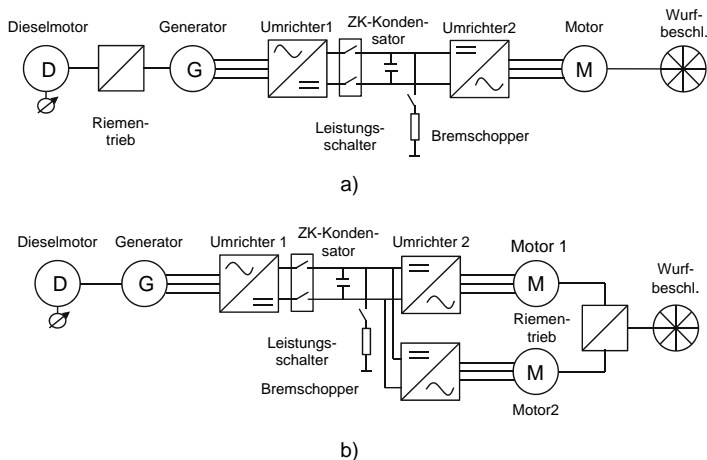 Dieselmotor
Generator
Umrichter1
ZK-Konden-
sator
Umrichter2
Motor
Wurf-
beschl.
D
G
M
Riemen-
trieb
Leistungs-
schalter
Bremschopper
a)
Dieselmotor
Generator
Umrichter 1
ZK-Konden-
sator
Umrichter 2
Motor 1
Wurf-
beschl.
D
G
M
Riemen-
trieb
Leistungs-
schalter
Bremschopper
M
Motor2
b)